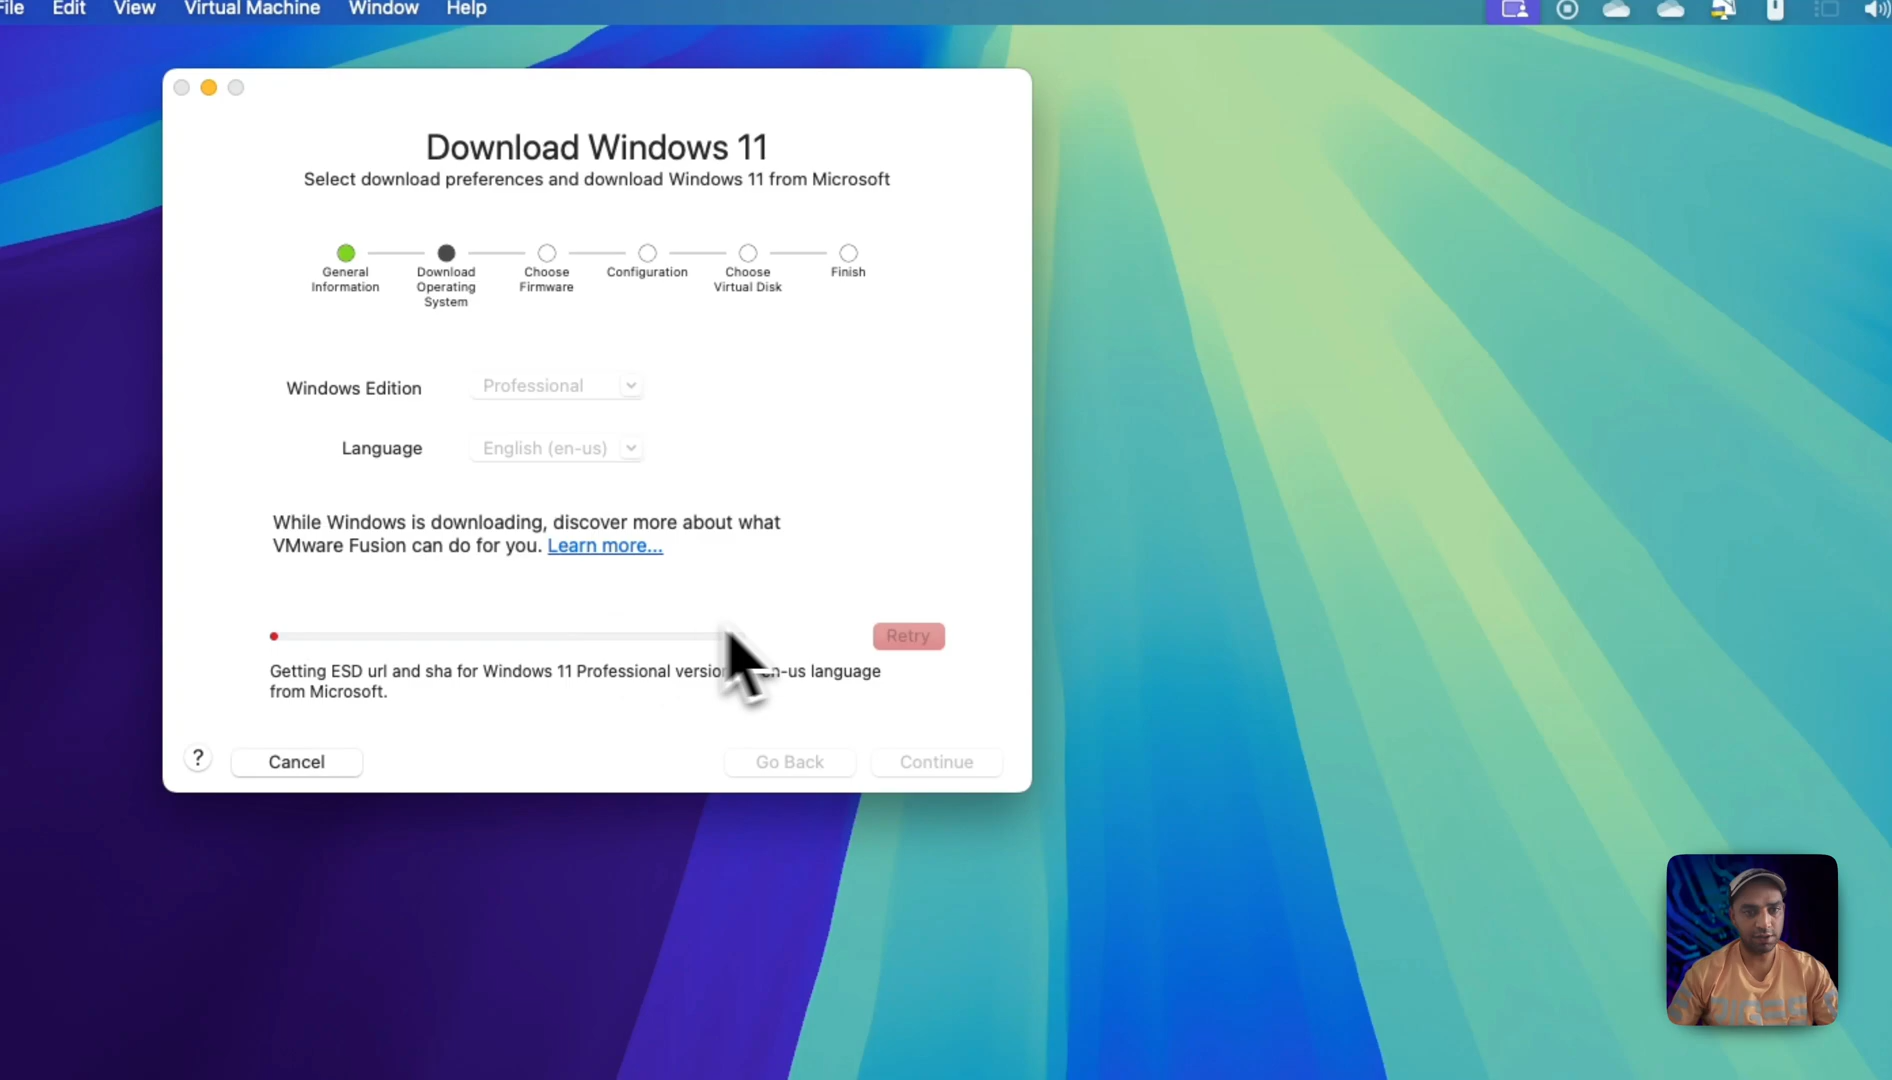 File Edit View Virtual Machine Window Help
Download Windows 11
Select download preferences and download Windows 11 from Microsoft
General
Information
Download
Operating
System
Choose
Firmware
Configuration
Choose
Virtual Disk
Finish
Windows Edition Professional
Language English (en-us)
While Windows is downloading, discover more about what
VMware Fusion can do for you. Learn more...
Retry
Getting ESD url and sha for Windows 11 Professional language
from Microsoft.
? Cancel Go Back Continue